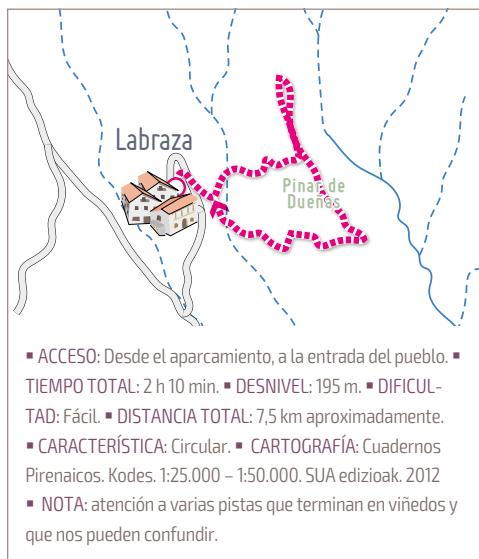 Labraza
Pinar de
Dueñas
▪ ACCESO: Desde el aparcamiento, a la entrada del pueblo. ▪
TIEMPO TOTAL: 2 h 10 min. ▪ DESNIVEL: 195 m. ▪ DIFICUL-
TAD: Fácil. ▪ DISTANCIA TOTAL: 7,5 km aproximadamente.
▪ CARACTERÍSTICA: Circular. ▪ CARTOGRAFÍA: Cuadernos
Pirenaicos. Kodes. 1:25.000 – 1:50.000. SUA edizioak. 2012
▪ NOTA: atención a varias pistas que terminan en viñedos y
que nos pueden confundir.